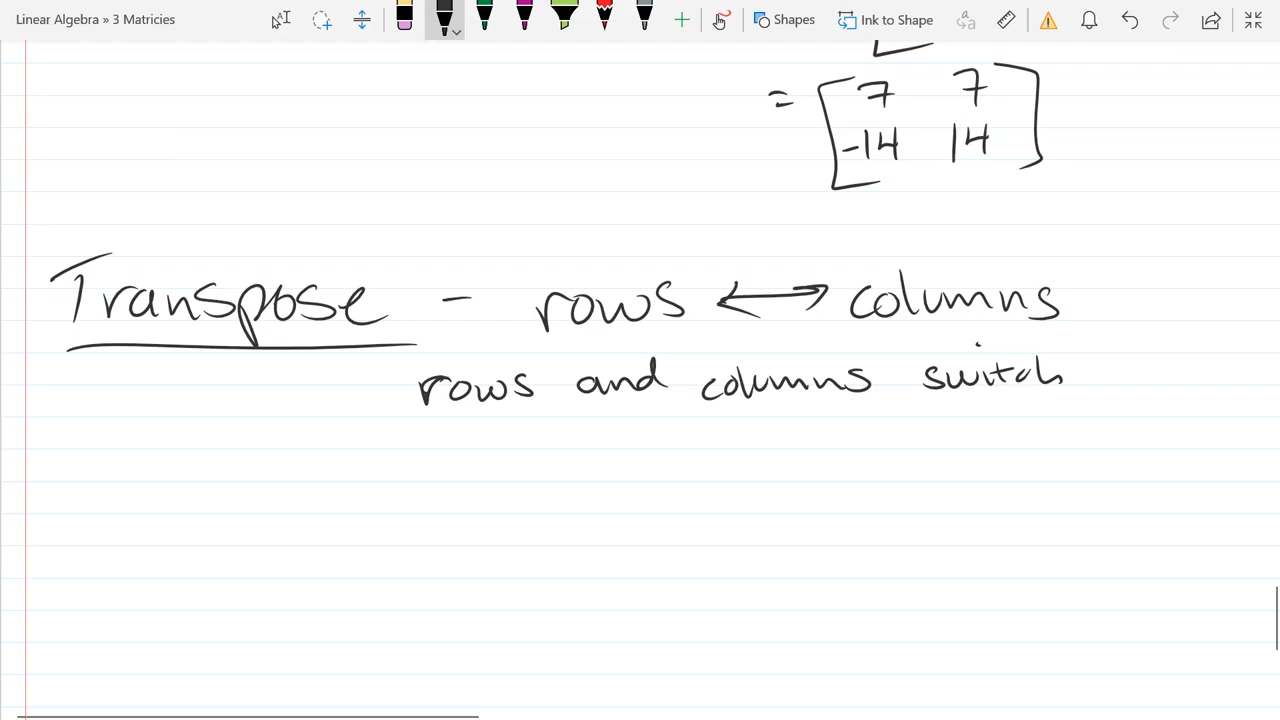 Linear Algebra » 3 Matricies
Shapes
Ink to Shape
= [7 7
-14 14]
Transpose - rows ↔ columns
rows and columns switch